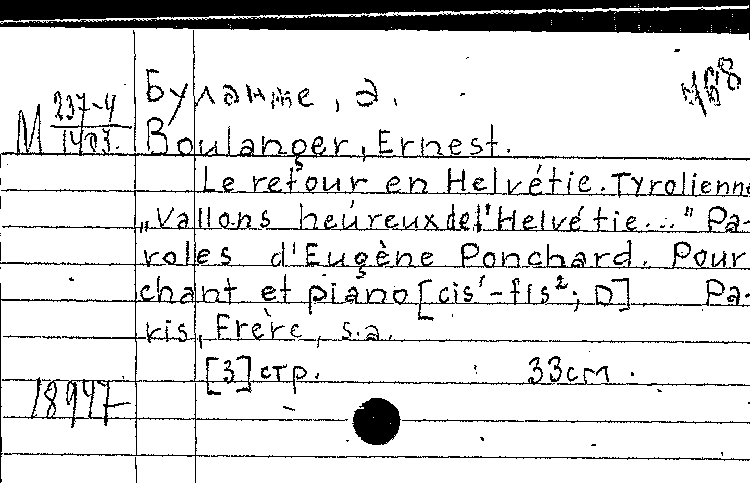 Буланже, Э.
М 237-4
1403.
Boulanger, Ernest.
Le retour en Helvétie. Tyrolienne
„Vallons heureux de l'Helvétie..." Pa-
roles d'Eugène Ponchard. Pour
chant et piano [cis'-fis²; D] Pa-
ris, Frère, s.a.
[3] стр. 33 см.
18947